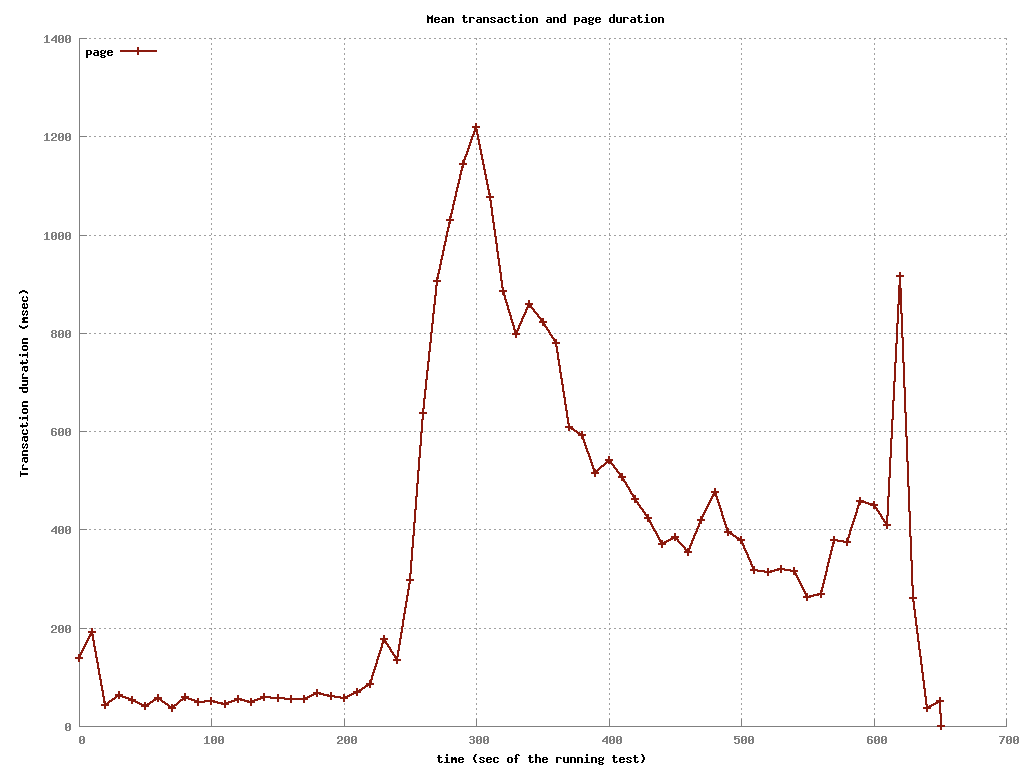 Mean transaction and page duration
page
1400
1200
1000
800
600
400
200
0
Transaction duration (msec)
0 100 200 300 400 500 600 700
time (sec of the running test)